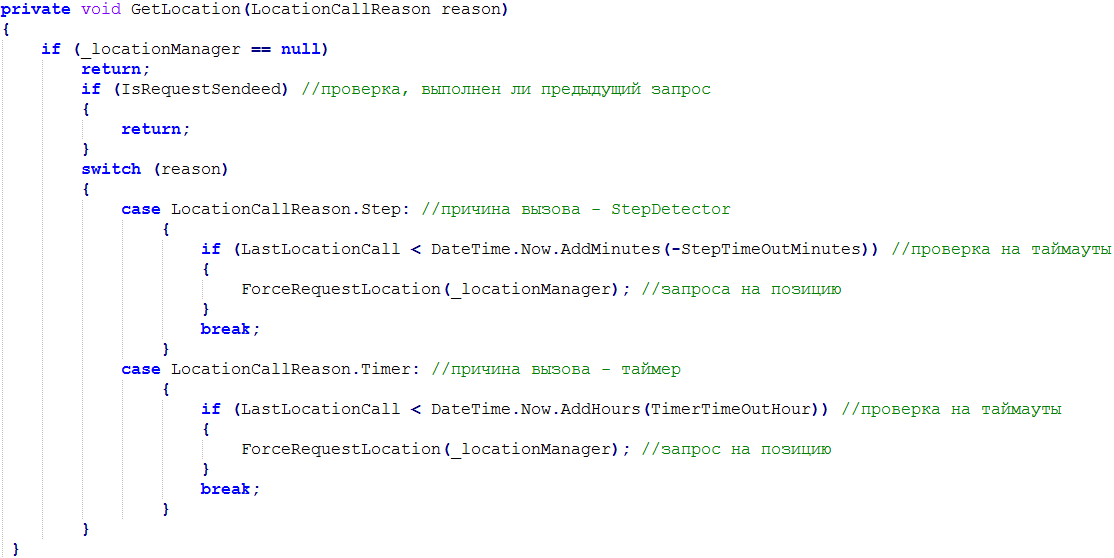 private void GetLocation(LocationCallReason reason)
{
if (_locationManager == null)
return;
if (IsRequestSendeed) //проверка, выполнен ли предыдущий запрос
{
return;
}
switch (reason)
{
case LocationCallReason.Step: //причина вызова - StepDetector
{
if (LastLocationCall < DateTime.Now.AddMinutes(-StepTimeOutMinutes)) //проверка на таймауты
{
ForceRequestLocation(_locationManager); //запроса на позицию
}
break;
}
case LocationCallReason.Timer: //причина вызова - таймер
{
if (LastLocationCall < DateTime.Now.AddHours(TimerTimeOutHour)) //проверка на таймауты
{
ForceRequestLocation(_locationManager); //запрос на позицию
}
break;
}
}
}